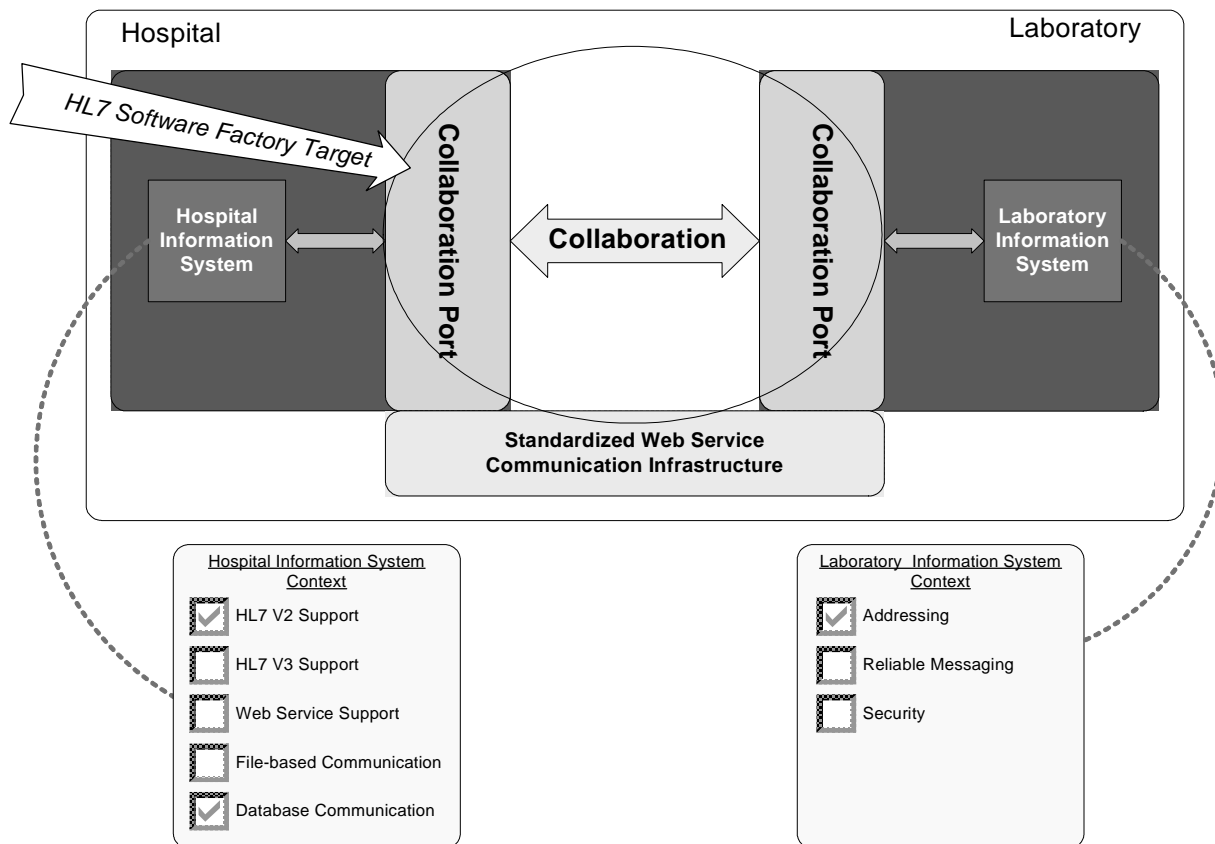 Hospital
Laboratory
HL7 Software Factory Target
Collaboration Port
Collaboration Port
Hospital
Information
System
Collaboration
Laboratory
Information
System
Standardized Web Service
Communication Infrastructure
Hospital Information System
Context
HL7 V2 Support
HL7 V3 Support
Web Service Support
File-based Communication
Database Communication
Laboratory Information System
Context
Addressing
Reliable Messaging
Security